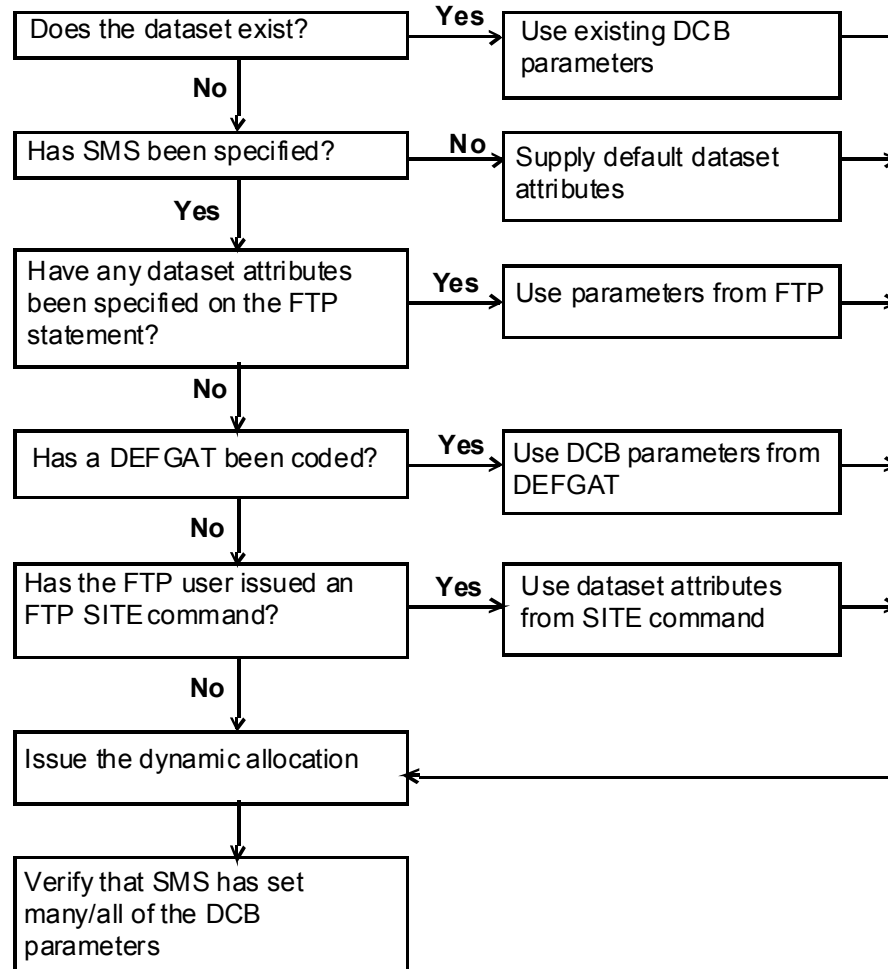 Does the dataset exist?
Yes
Use existing DCB
parameters
No
Has SMS been specified?
No
Supply default dataset
attributes
Yes
Have any dataset attributes
been specified on the FTP
statement?
Yes
Use parameters from FTP
No
Has a DEFGAT been coded?
Yes
Use DCB parameters from
DEFGAT
No
Has the FTP user issued an
FTP SITE command?
Yes
Use dataset attributes
from SITE command
No
Issue the dynamic allocation
Verify that SMS has set
many/all of the DCB
parameters